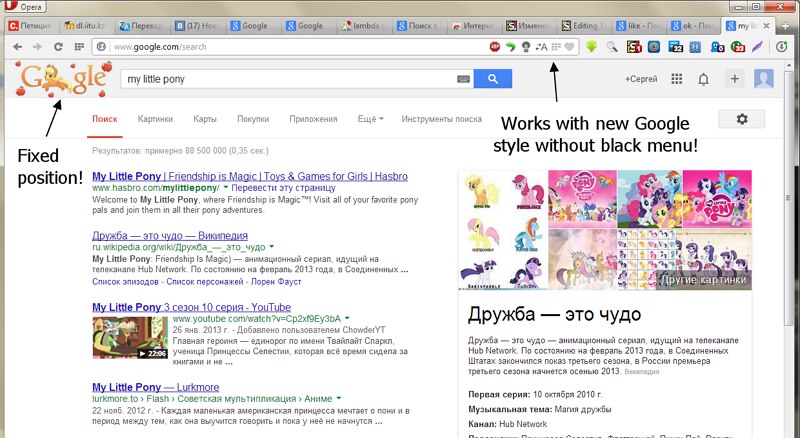 Opera
Петиция
dl.iitu.kz
Переводч
(17) Новос
Google
Google
lambda c
Поиск в
Интерне
Изменен
Editing T
like - Пои
ok - Поис
my littl
www.google.com/search
ABP
Google
my little pony
+Сергей
Поиск Картинки Карты Покупки Приложения Ещё Инструменты поиска
Works with new Google
style without black menu!
Fixed
position!
Результатов: примерно 88 500 000 (0,35 сек.)
My Little Pony | Friendship is Magic | Toys & Games for Girls | Hasbro
www.hasbro.com/mylittlepony/ Перевести эту страницу
Welcome to My Little Pony, where Friendship is Magic™! Visit all of your favorite pony
pals and join them in all their pony adventures.
Дружба — это чудо — Википедия
ru.wikipedia.org/wiki/Дружба_—_это_чудо
My Little Pony: Friendship Is Magic) — анимационный сериал, идущий на
телеканале Hub Network. По состоянию на февраль 2013 года, в Соединенных ...
Список эпизодов - Список персонажей - Лорен Фауст
My Little Pony:3 сезон 10 серия - YouTube
www.youtube.com/watch?v=Cp2xf9Ey3bA
26 янв. 2013 г. - Добавлено пользователем ChowderYT
Главная героиня — единорог по имени Твайлайт Спаркл,
ученица Принцессы Селестии, которая всё время сидела за
книгами и не ...
22:06
My Little Pony — Lurkmore
lurkmore.to › Flash › Советская мультипликация › Аниме
22 нояб. 2012 г. - Каждая маленькая американская принцесса мечтает о пони и в
период между тем, как она выучится говорить и пока у неё не начнутся ...
Другие картинки
Дружба — это чудо
Дружба — это чудо — анимационный сериал, идущий на телеканале
Hub Network. По состоянию на февраль 2013 года, в Соединенных
Штатах закончился показ третьего сезона, в России премьера
третьего сезона начнется осенью 2013. Википедия
Первая серия: 10 октября 2010 г.
Музыкальная тема: Магия дружбы
Канал: Hub Network